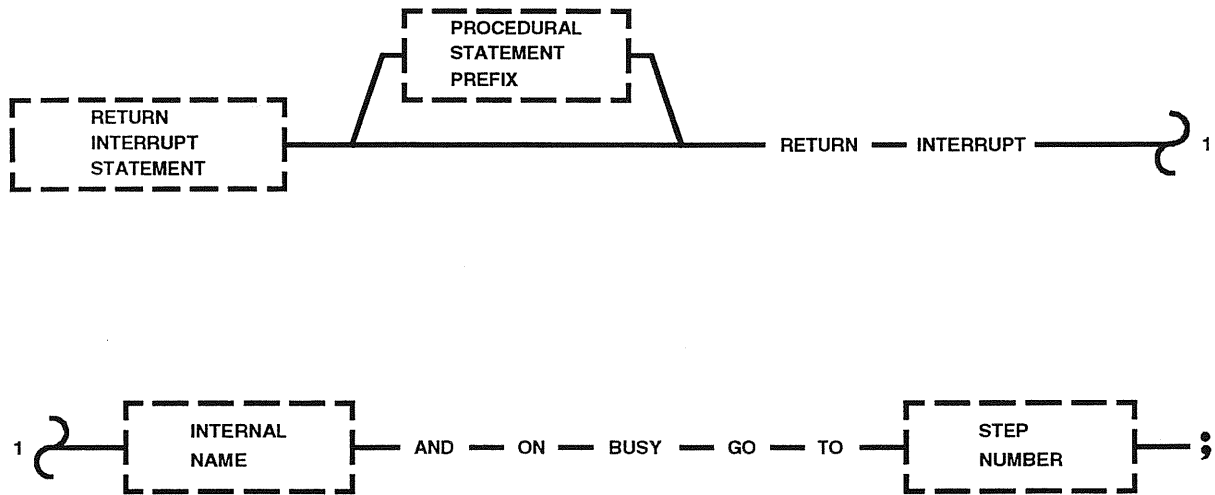 PROCEDURAL
STATEMENT
PREFIX
RETURN
INTERRUPT
STATEMENT
RETURN INTERRUPT 1
1 INTERNAL
NAME
AND ON BUSY GO TO
STEP
NUMBER
;